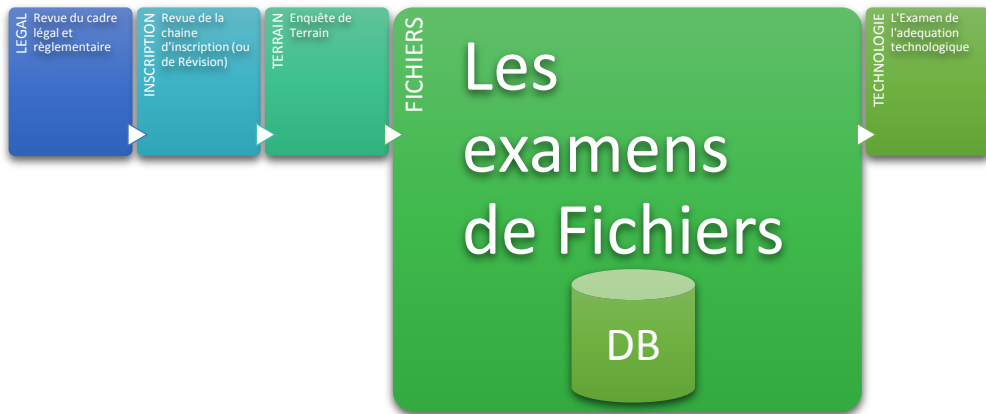 LEGAL
Revue du cadre
légal et
règlementaire
INSCRIPTION
Revue de la
chaine
d'inscription (ou
de Révision)
TERRAIN
Enquête de
Terrain
FICHIERS
Les
examens
de Fichiers
DB
TECHNOLOGIE
L'Examen de
l'adequation
technologique